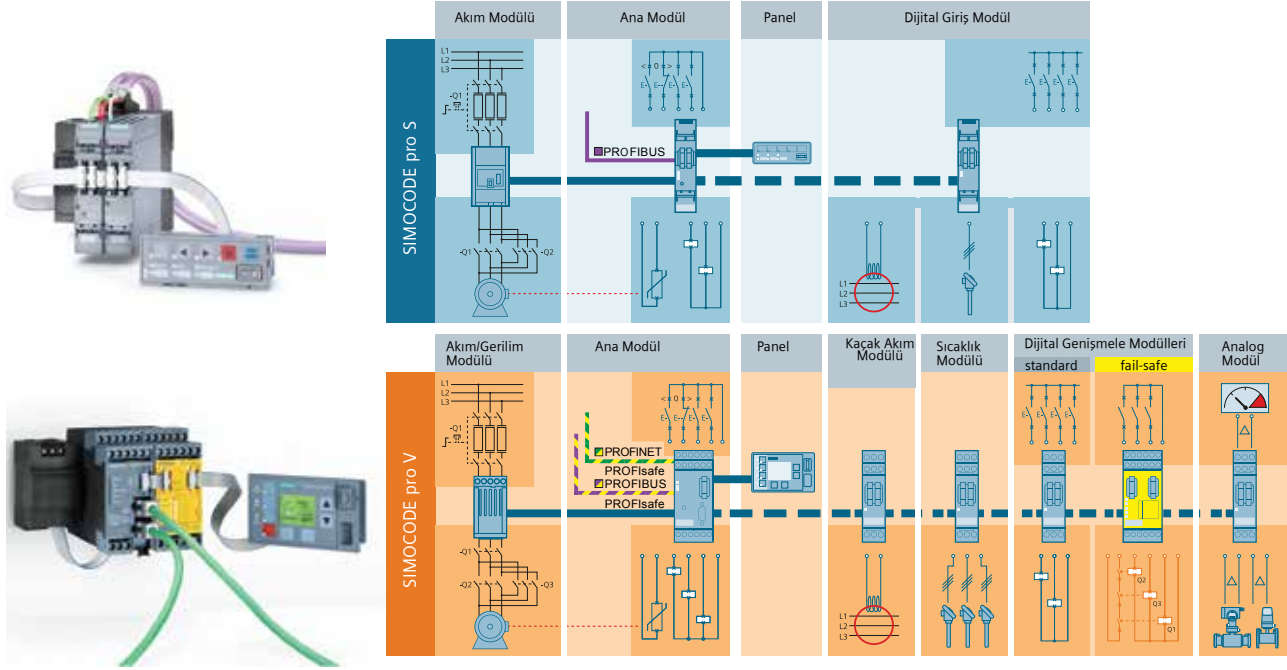 Akım Modülü
Ana Modül
Panel
Dijital Giriş Modül
SIMOCODE pro S
L1
L2
L3
-Q1
< 0 >
E- E-- E- E-
E- E- E- E-
PROFIBUS
-Q1
-Q2
L1
L2
L3
Akım/Gerilim
Modülü
Ana Modül
Panel
Kaçak Akım
Modülü
Sıcaklık
Modülü
Dijital Genişmele Modülleri
standard
fail-safe
Analog
Modül
SIMOCODE pro V
L1
L2
L3
-Q1
< 0 >
E- E-- E- E-
E- E- E- E-
PROFINET
PROFIsafe
PROFIBUS
PROFIsafe
-Q1
-Q2
-Q3
L1
L2
L3
Q2
Q3
Q1